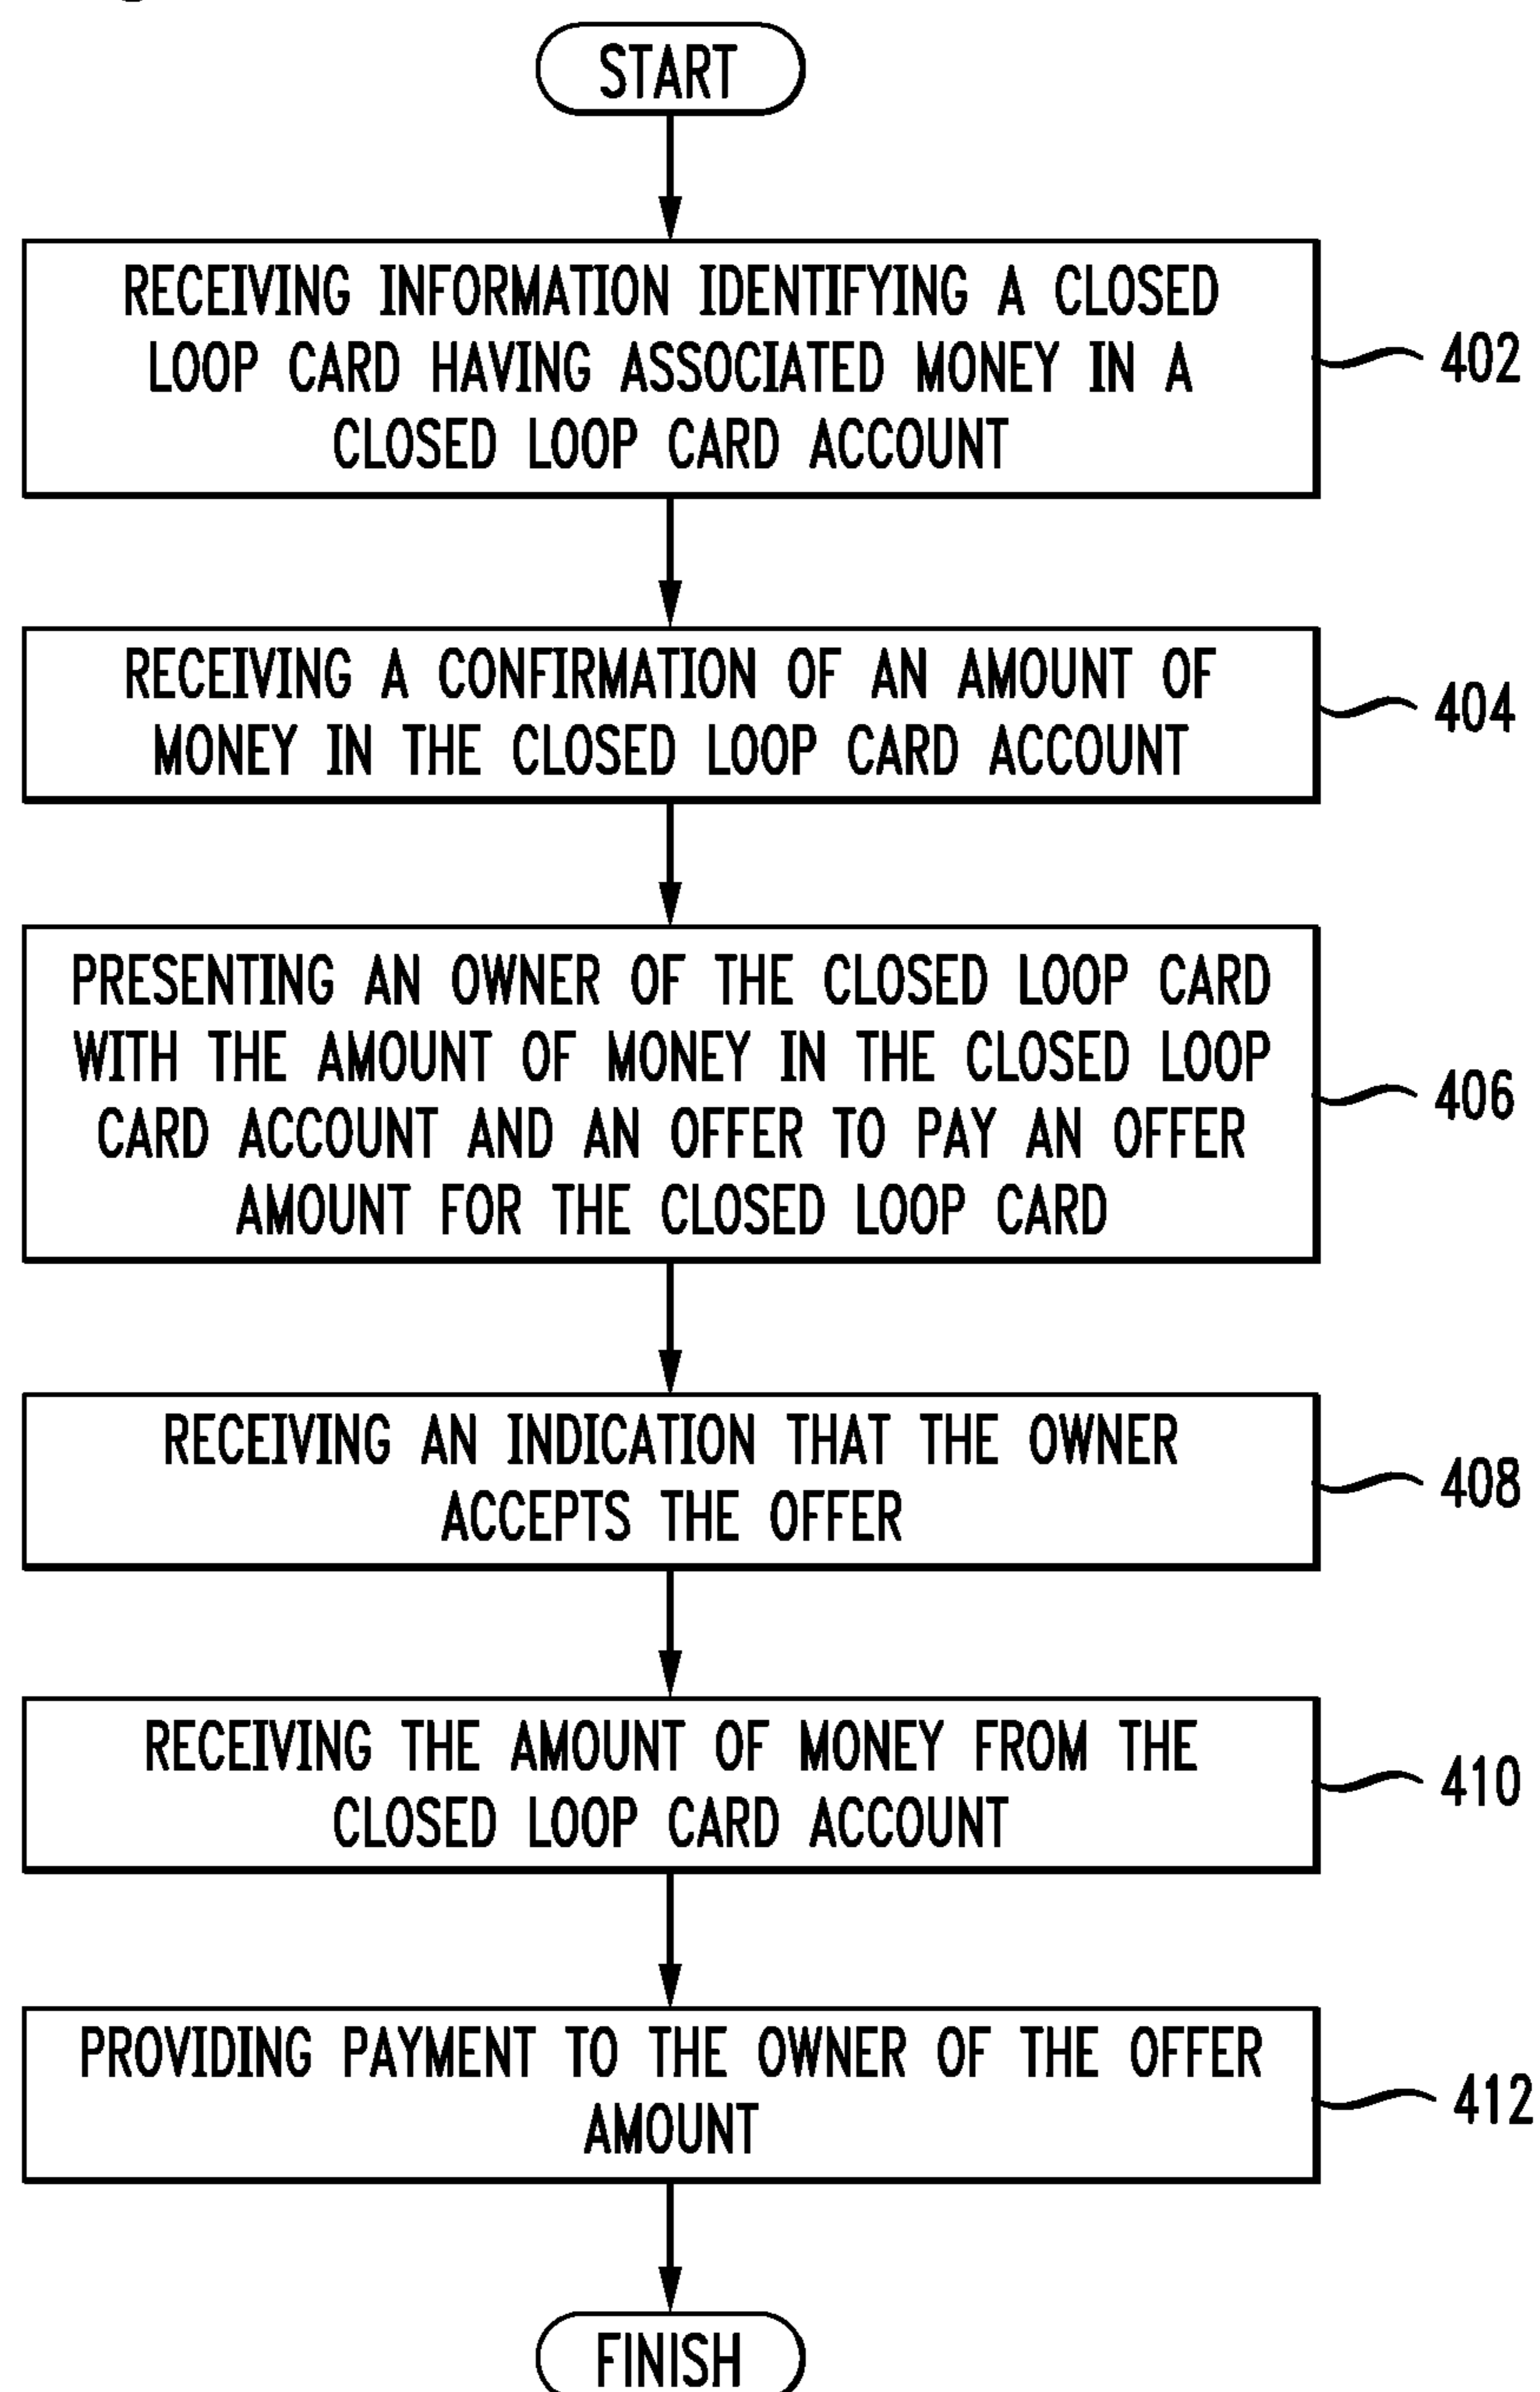 START
RECEIVING INFORMATION IDENTIFYING A CLOSED
LOOP CARD HAVING ASSOCIATED MONEY IN A
CLOSED LOOP CARD ACCOUNT
402
RECEIVING A CONFIRMATION OF AN AMOUNT OF
MONEY IN THE CLOSED LOOP CARD ACCOUNT
404
PRESENTING AN OWNER OF THE CLOSED LOOP CARD
WITH THE AMOUNT OF MONEY IN THE CLOSED LOOP
CARD ACCOUNT AND AN OFFER TO PAY AN OFFER
AMOUNT FOR THE CLOSED LOOP CARD
406
RECEIVING AN INDICATION THAT THE OWNER
ACCEPTS THE OFFER
408
RECEIVING THE AMOUNT OF MONEY FROM THE
CLOSED LOOP CARD ACCOUNT
410
PROVIDING PAYMENT TO THE OWNER OF THE OFFER
AMOUNT
412
FINISH